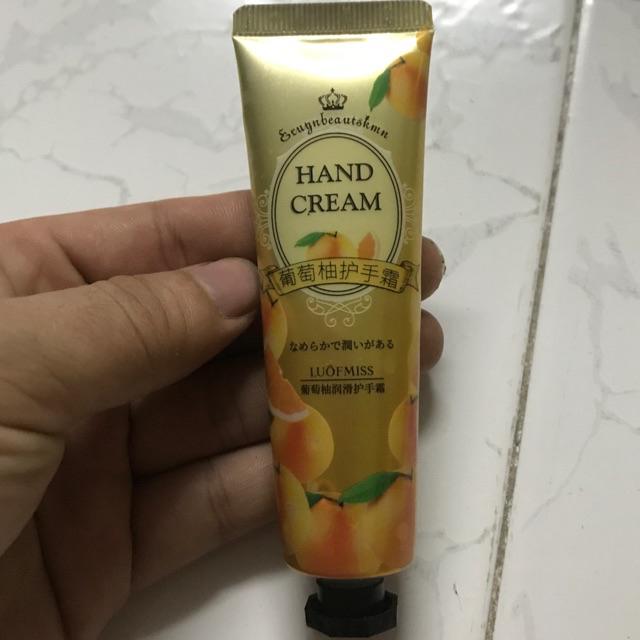 Ecuynbeautskmn
HAND
CREAM
葡萄柚护手霜
なめらかで潤いがある
LUOFMISS
葡萄柚润滑护手霜